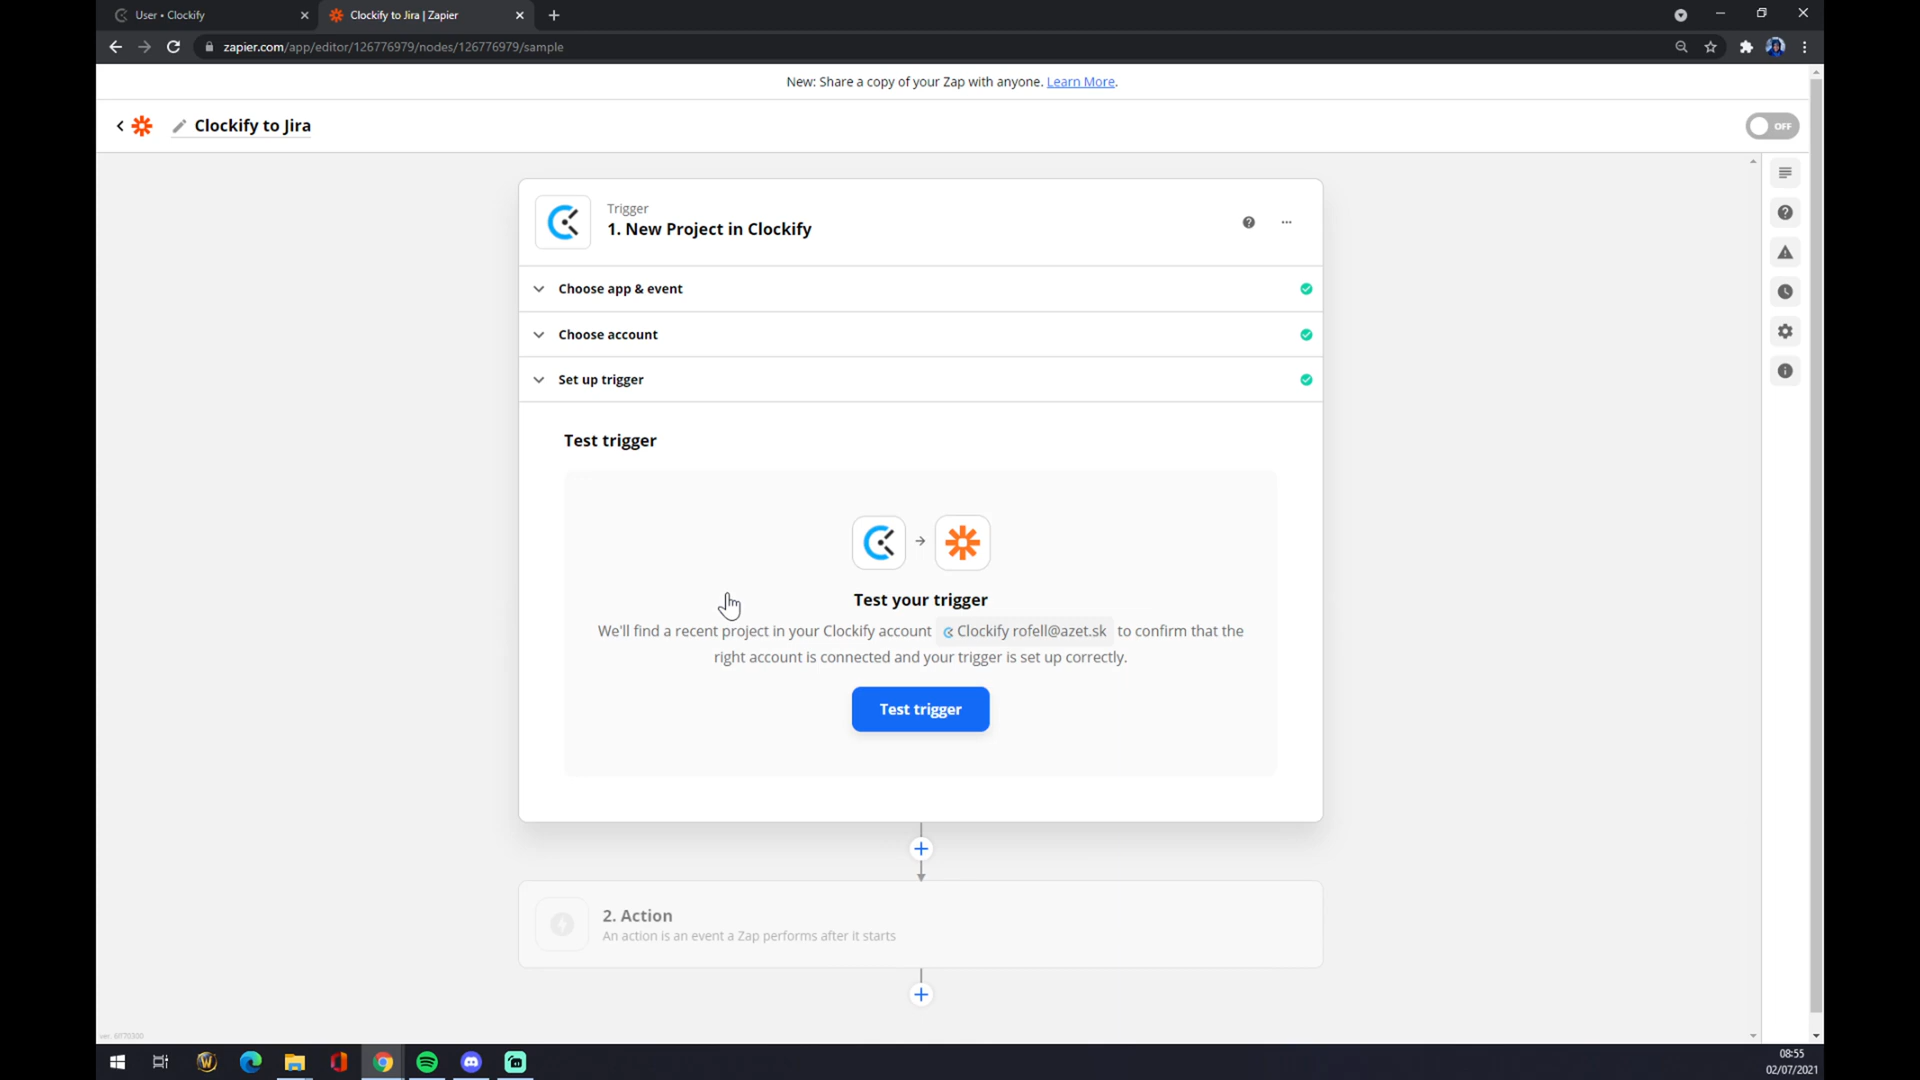 User • Clockify
Clockify to Jira | Zapier
zapier.com/app/editor/126776979/nodes/126776979/sample
New: Share a copy of your Zap with anyone. Learn More.
Clockify to Jira
OFF
Trigger
1. New Project in Clockify
Choose app & event
Choose account
Set up trigger
Test trigger
Test your trigger
We'll find a recent project in your Clockify account Clockify rofell@azet.sk to confirm that the
right account is connected and your trigger is set up correctly.
Test trigger
2. Action
An action is an event a Zap performs after it starts
08:55
02/07/2021